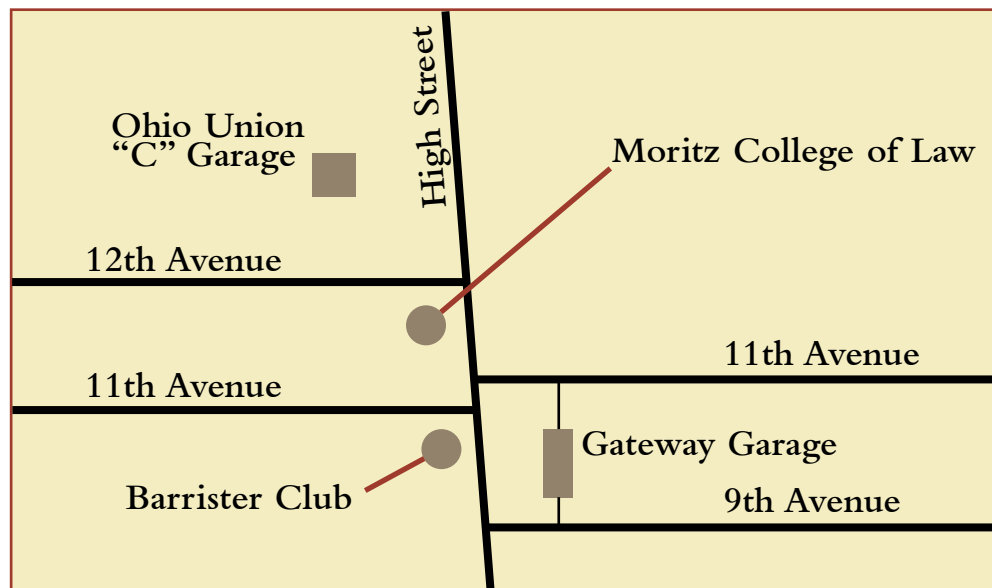 Ohio Union
“C” Garage
High Street
Moritz College of Law
12th Avenue
11th Avenue
11th Avenue
Gateway Garage
Barrister Club
9th Avenue